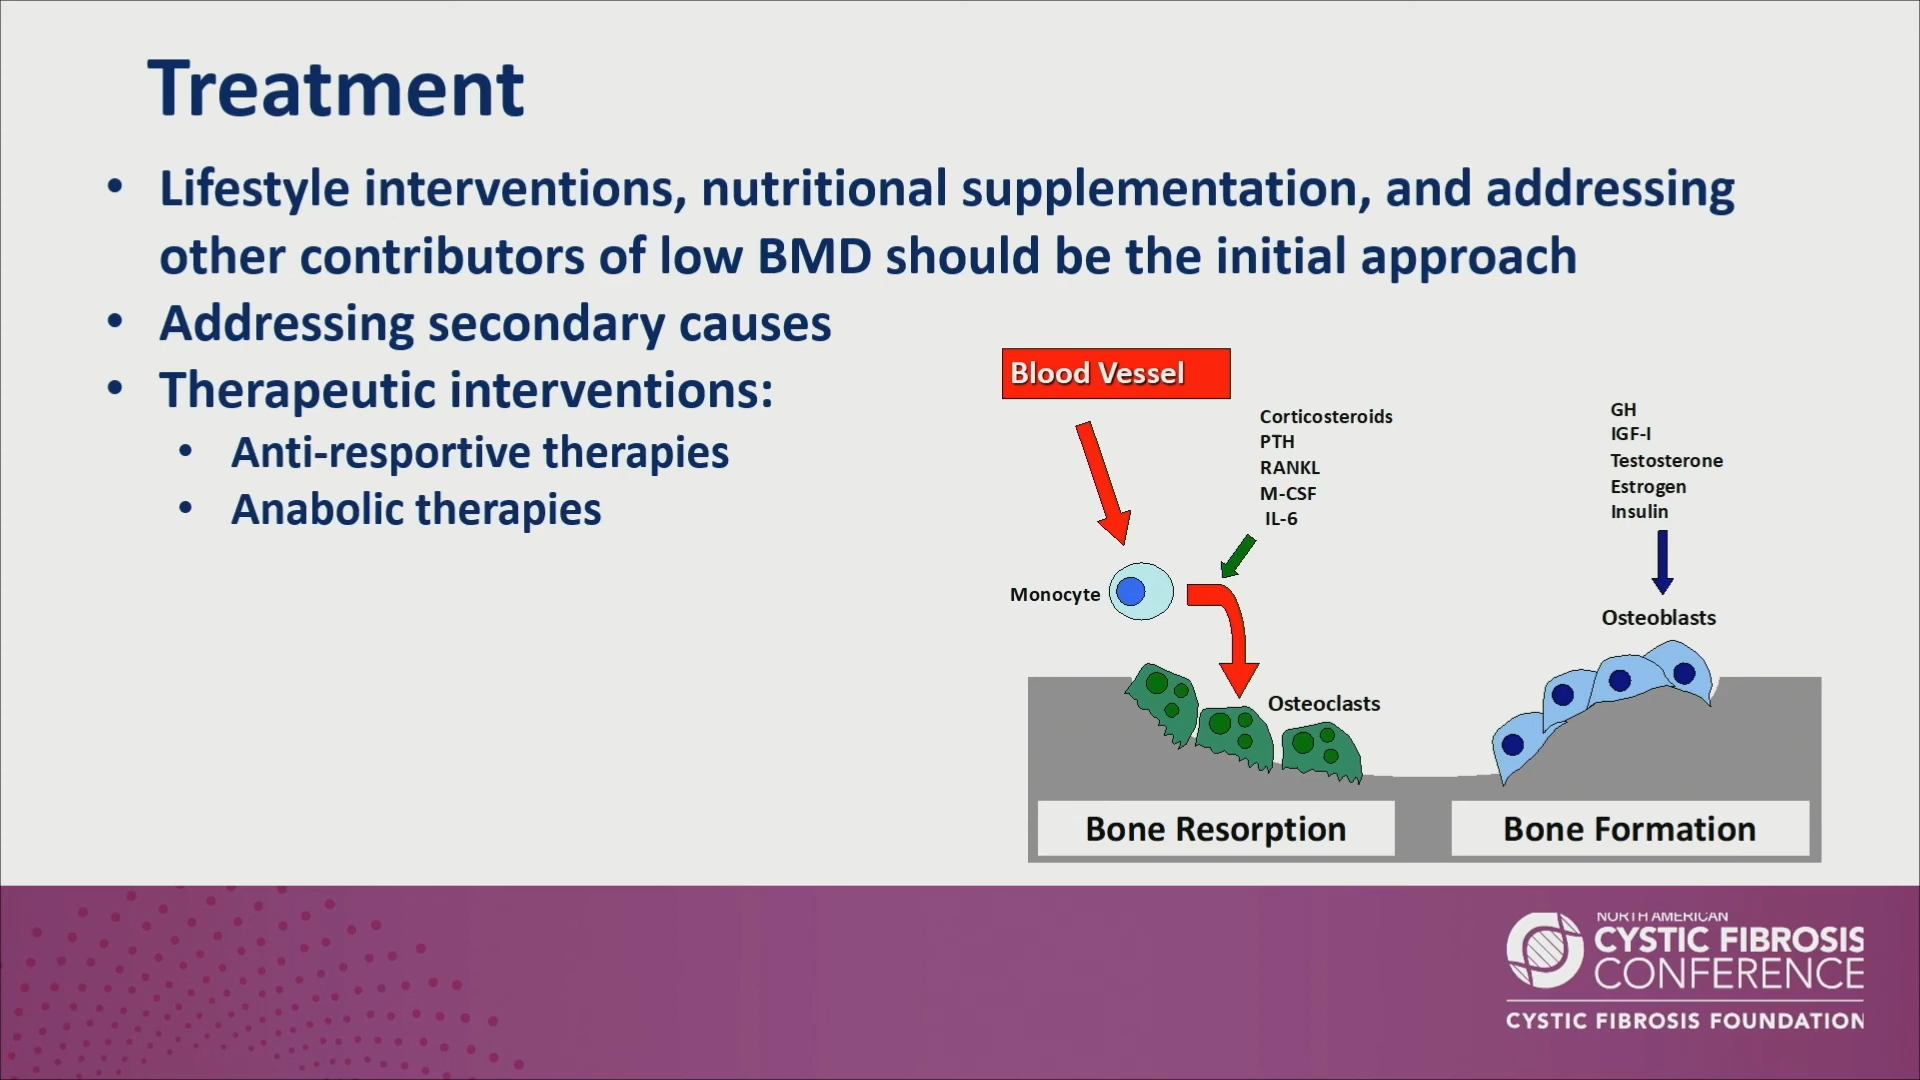 Treatment
• Lifestyle interventions, nutritional supplementation, and addressing
other contributors of low BMD should be the initial approach
• Addressing secondary causes
• Therapeutic interventions:
• Anti-resportive therapies
• Anabolic therapies
Blood Vessel
Corticosteroids
PTH
RANKL
M-CSF
IL-6
GH
IGF-I
Testosterone
Estrogen
Insulin
Monocyte
Osteoblasts
Osteoclasts
Bone Resorption
Bone Formation
NORTH AMERICAN
CYSTIC FIBROSIS
CONFERENCE
CYSTIC FIBROSIS FOUNDATION